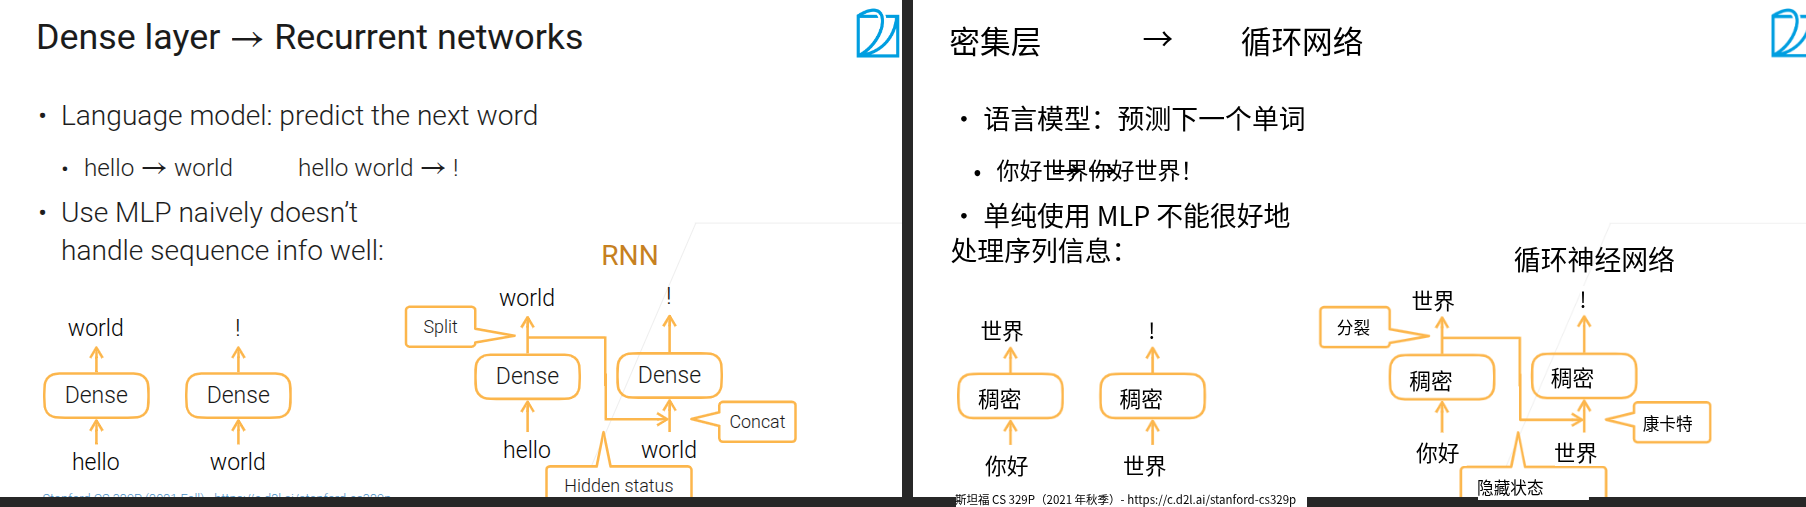 Dense layer → Recurrent networks
• Language model: predict the next word
• hello → world hello world → !
• Use MLP naively doesn’t
handle sequence info well:
RNN
world !
Split
world !
Dense Dense
Dense Dense
Concat
hello world
hello world
Hidden status
Stanford CS 329P (2021 Fall) - https://c.d2l.ai/stanford-cs329p
密集层 → 循环网络
• 语言模型：预测下一个单词
• 你好世界你好世界！
• 单纯使用 MLP 不能很好地
处理序列信息：
循环神经网络
世界 !
分裂
世界 !
稠密 稠密
稠密 稠密
康卡特
你好 世界
你好 世界
隐藏状态
斯坦福 CS 329P（2021 年秋季）- https://c.d2l.ai/stanford-cs329p